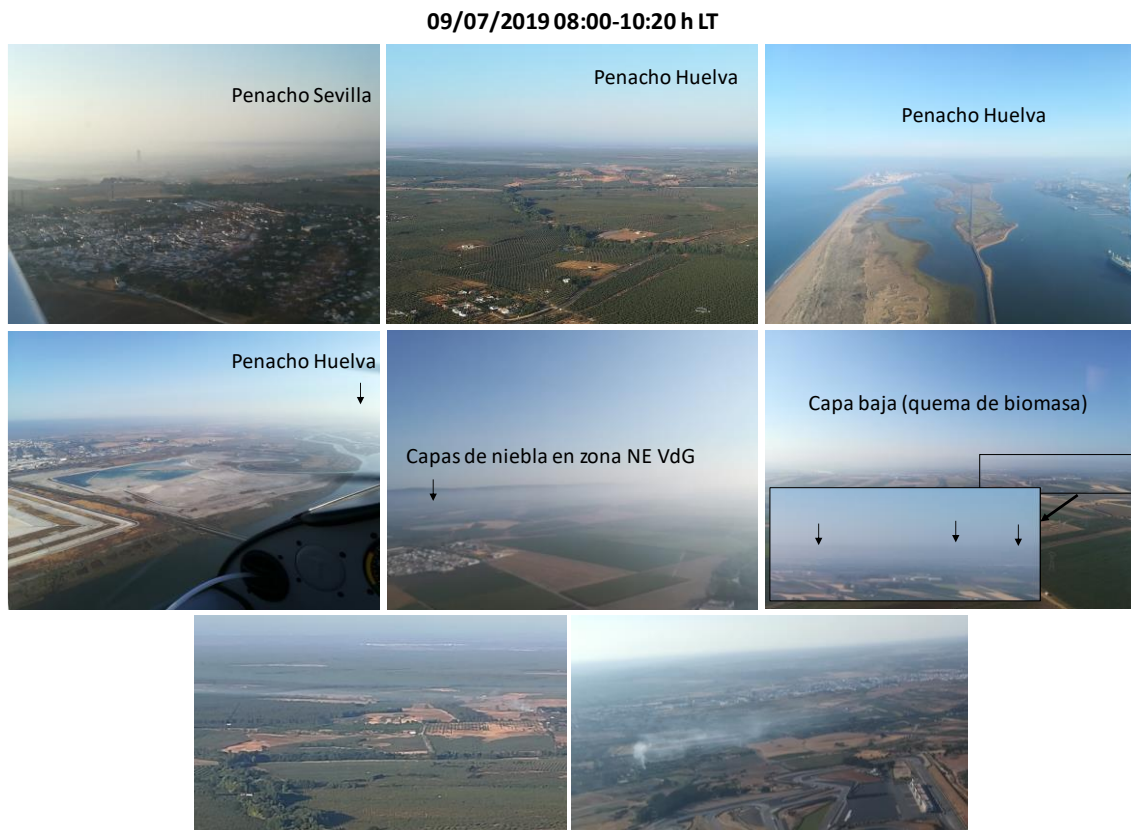 09/07/2019 08:00-10:20 h LT
Penacho Sevilla
Penacho Huelva
Penacho Huelva
Penacho Huelva
Capas de niebla en zona NE VdG
Capa baja (quema de biomasa)